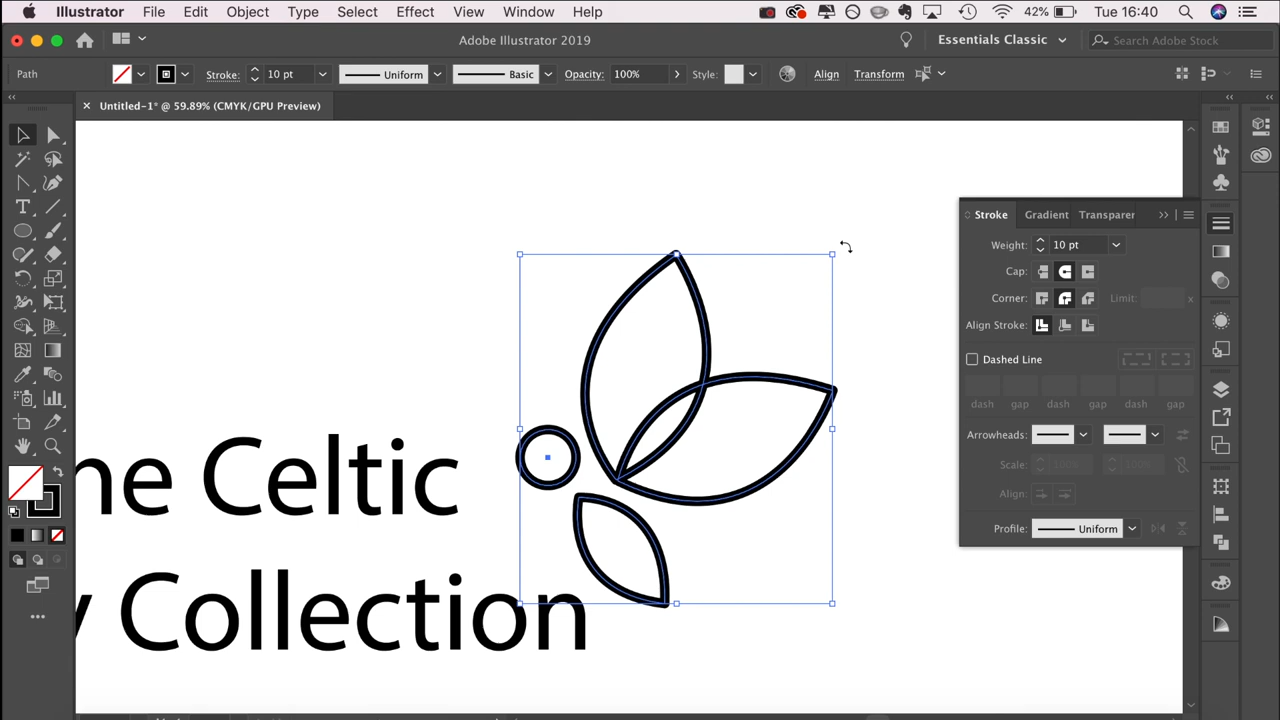 Illustrator File Edit Object Type Select Effect View Window Help 42% Tue 16:40
Adobe Illustrator 2019 Essentials Classic Search Adobe Stock
Path Stroke: 10 pt Uniform Basic Opacity: 100% Style: Align Transform
Untitled-1* @ 59.89% (CMYK/GPU Preview)
Stroke Gradient Transparer
Weight: 10 pt
Cap:
Corner: Limit: x
Align Stroke:
Dashed Line
dash gap dash gap dash gap
Arrowheads:
Scale: 100% 100%
Align:
Profile: Uniform
ne Celtic
y Collection